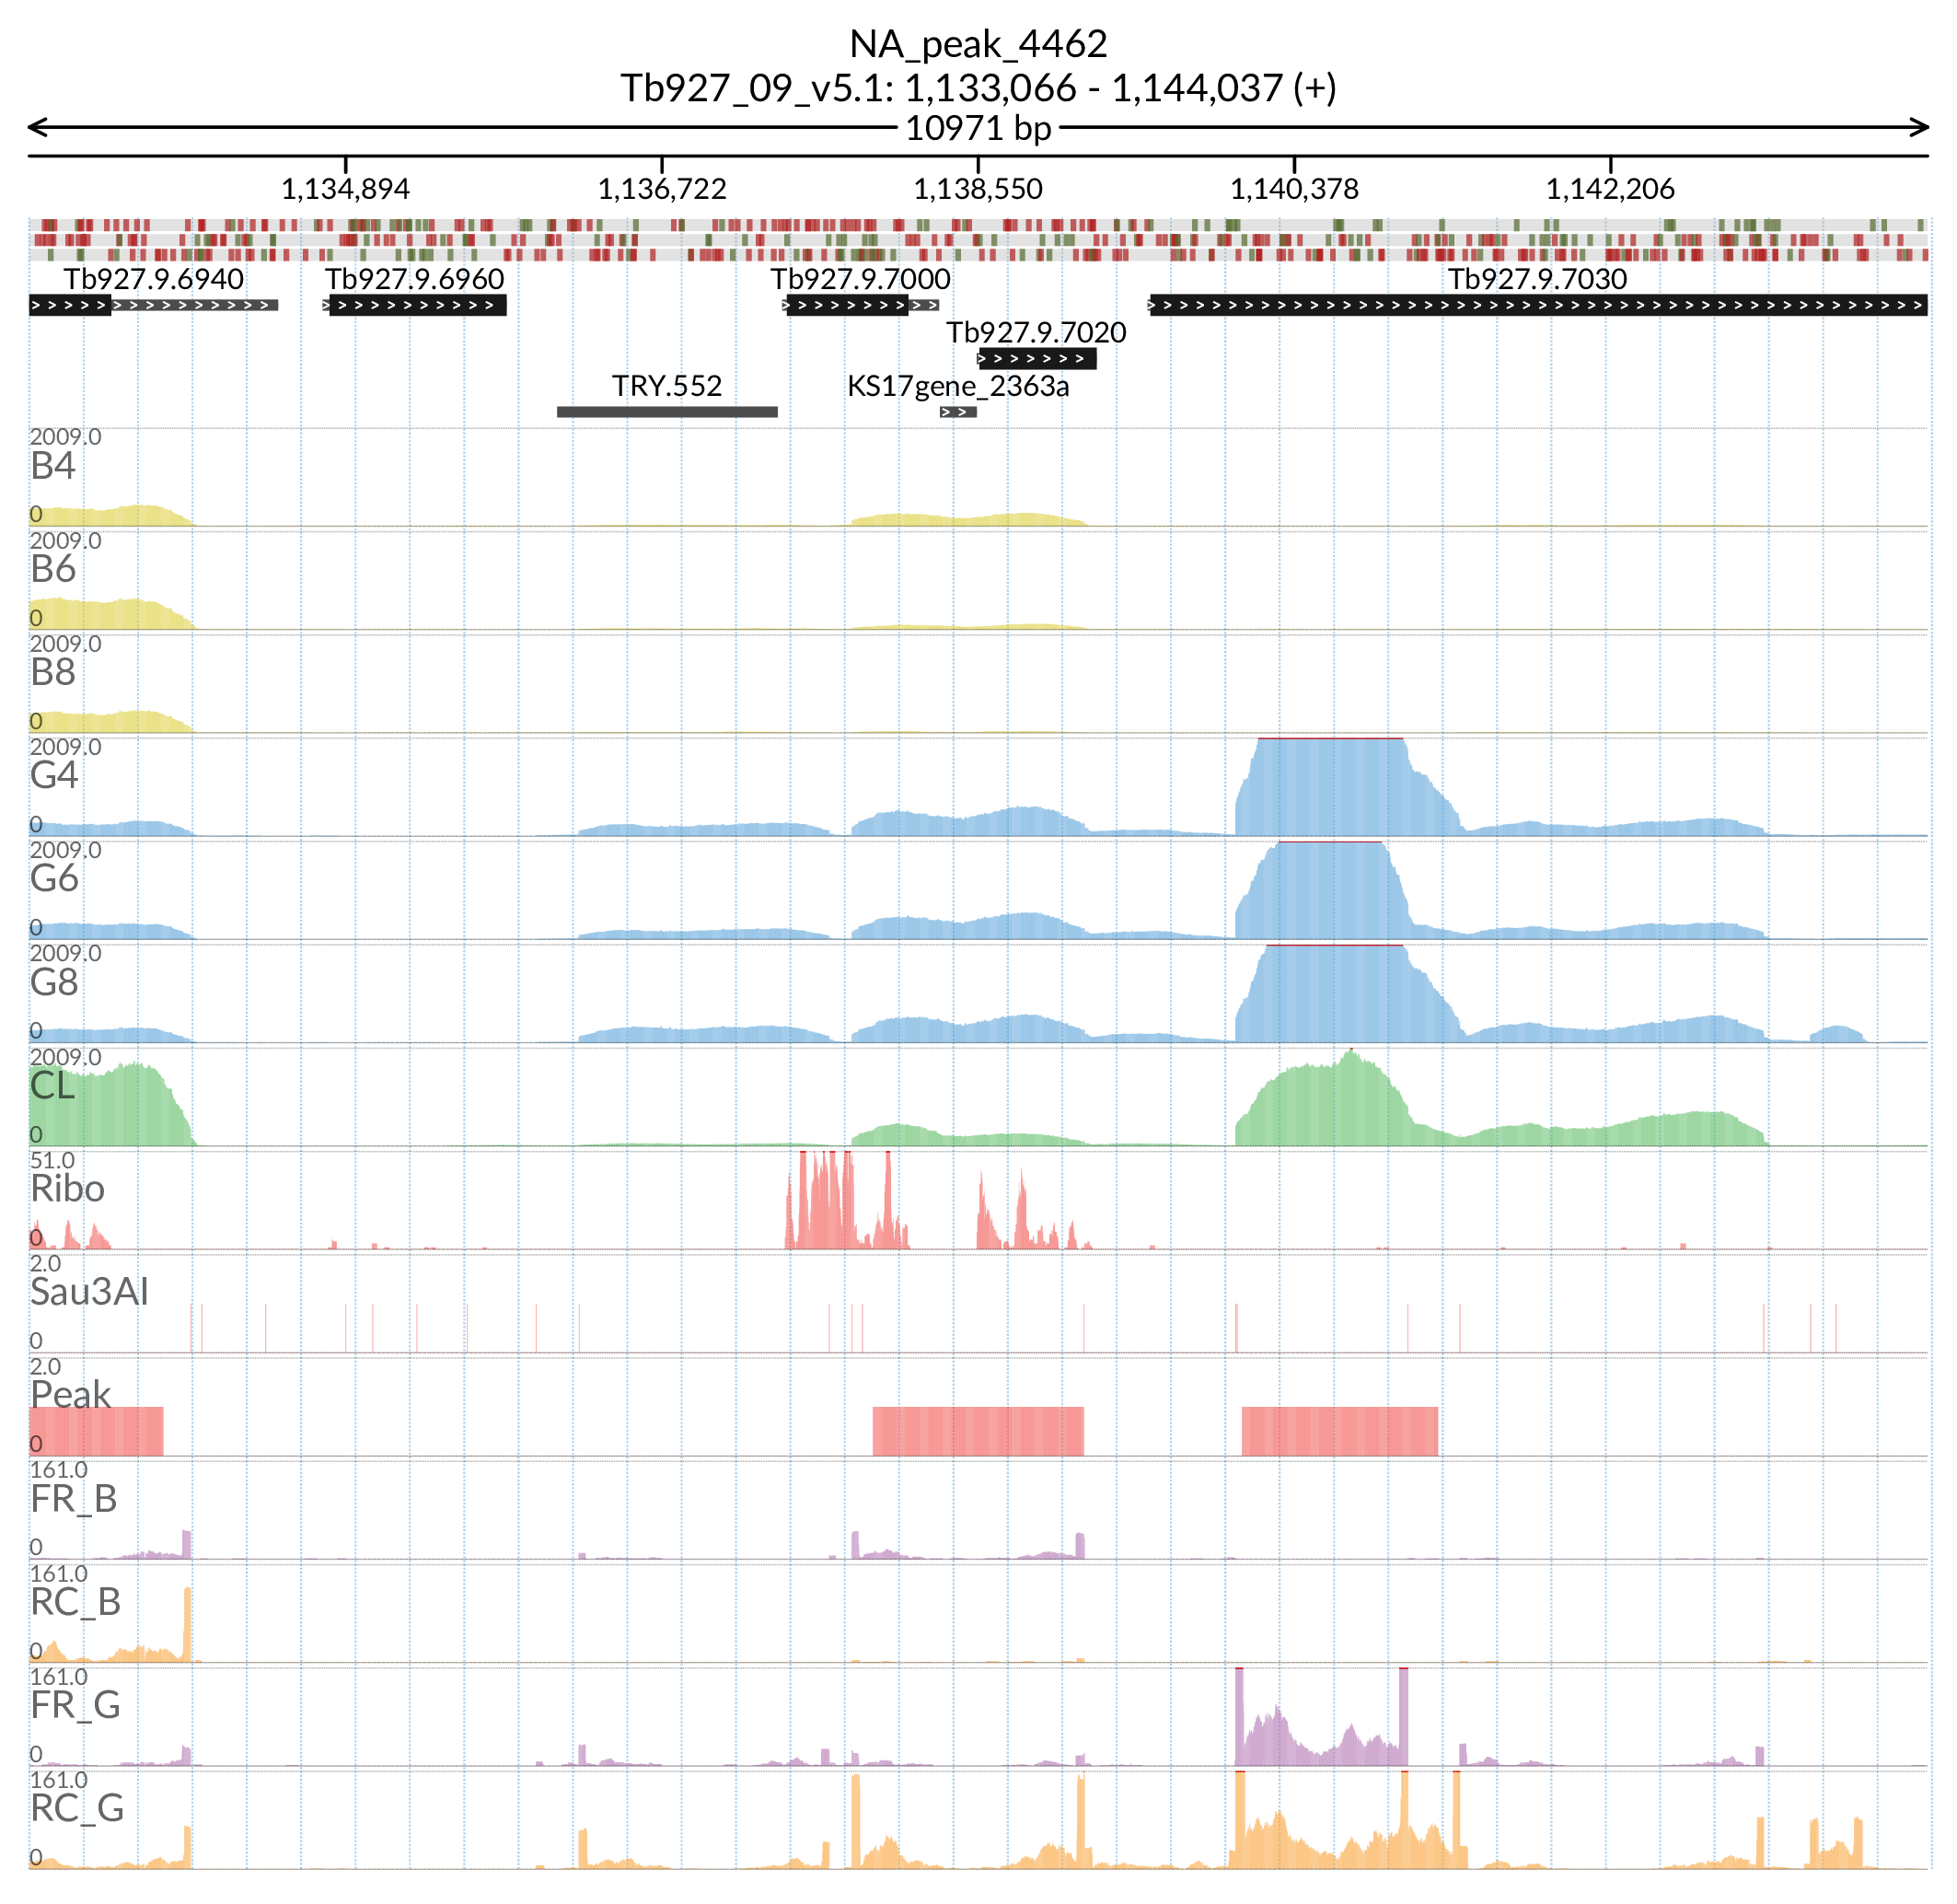 NA_peak_4462
Tb927_09_v5.1: 1,133,066 - 1,144,037 (+)
10971 bp
1,134,894 1,136,722 1,138,550 1,140,378 1,142,206
Tb927.9.6940 Tb927.9.6960 Tb927.9.7000 Tb927.9.7030
Tb927.9.7020
TRY.552 KS17gene_2363a
2009.0
B4
0
2009.0
B6
0
2009.0
B8
0
2009.0
G4
0
2009.0
G6
0
2009.0
G8
0
2009.0
CL
0
51.0
Ribo
0
2.0
Sau3AI
0
2.0
Peak
0
161.0
FR_B
0
161.0
RC_B
0
161.0
FR_G
0
161.0
RC_G
0